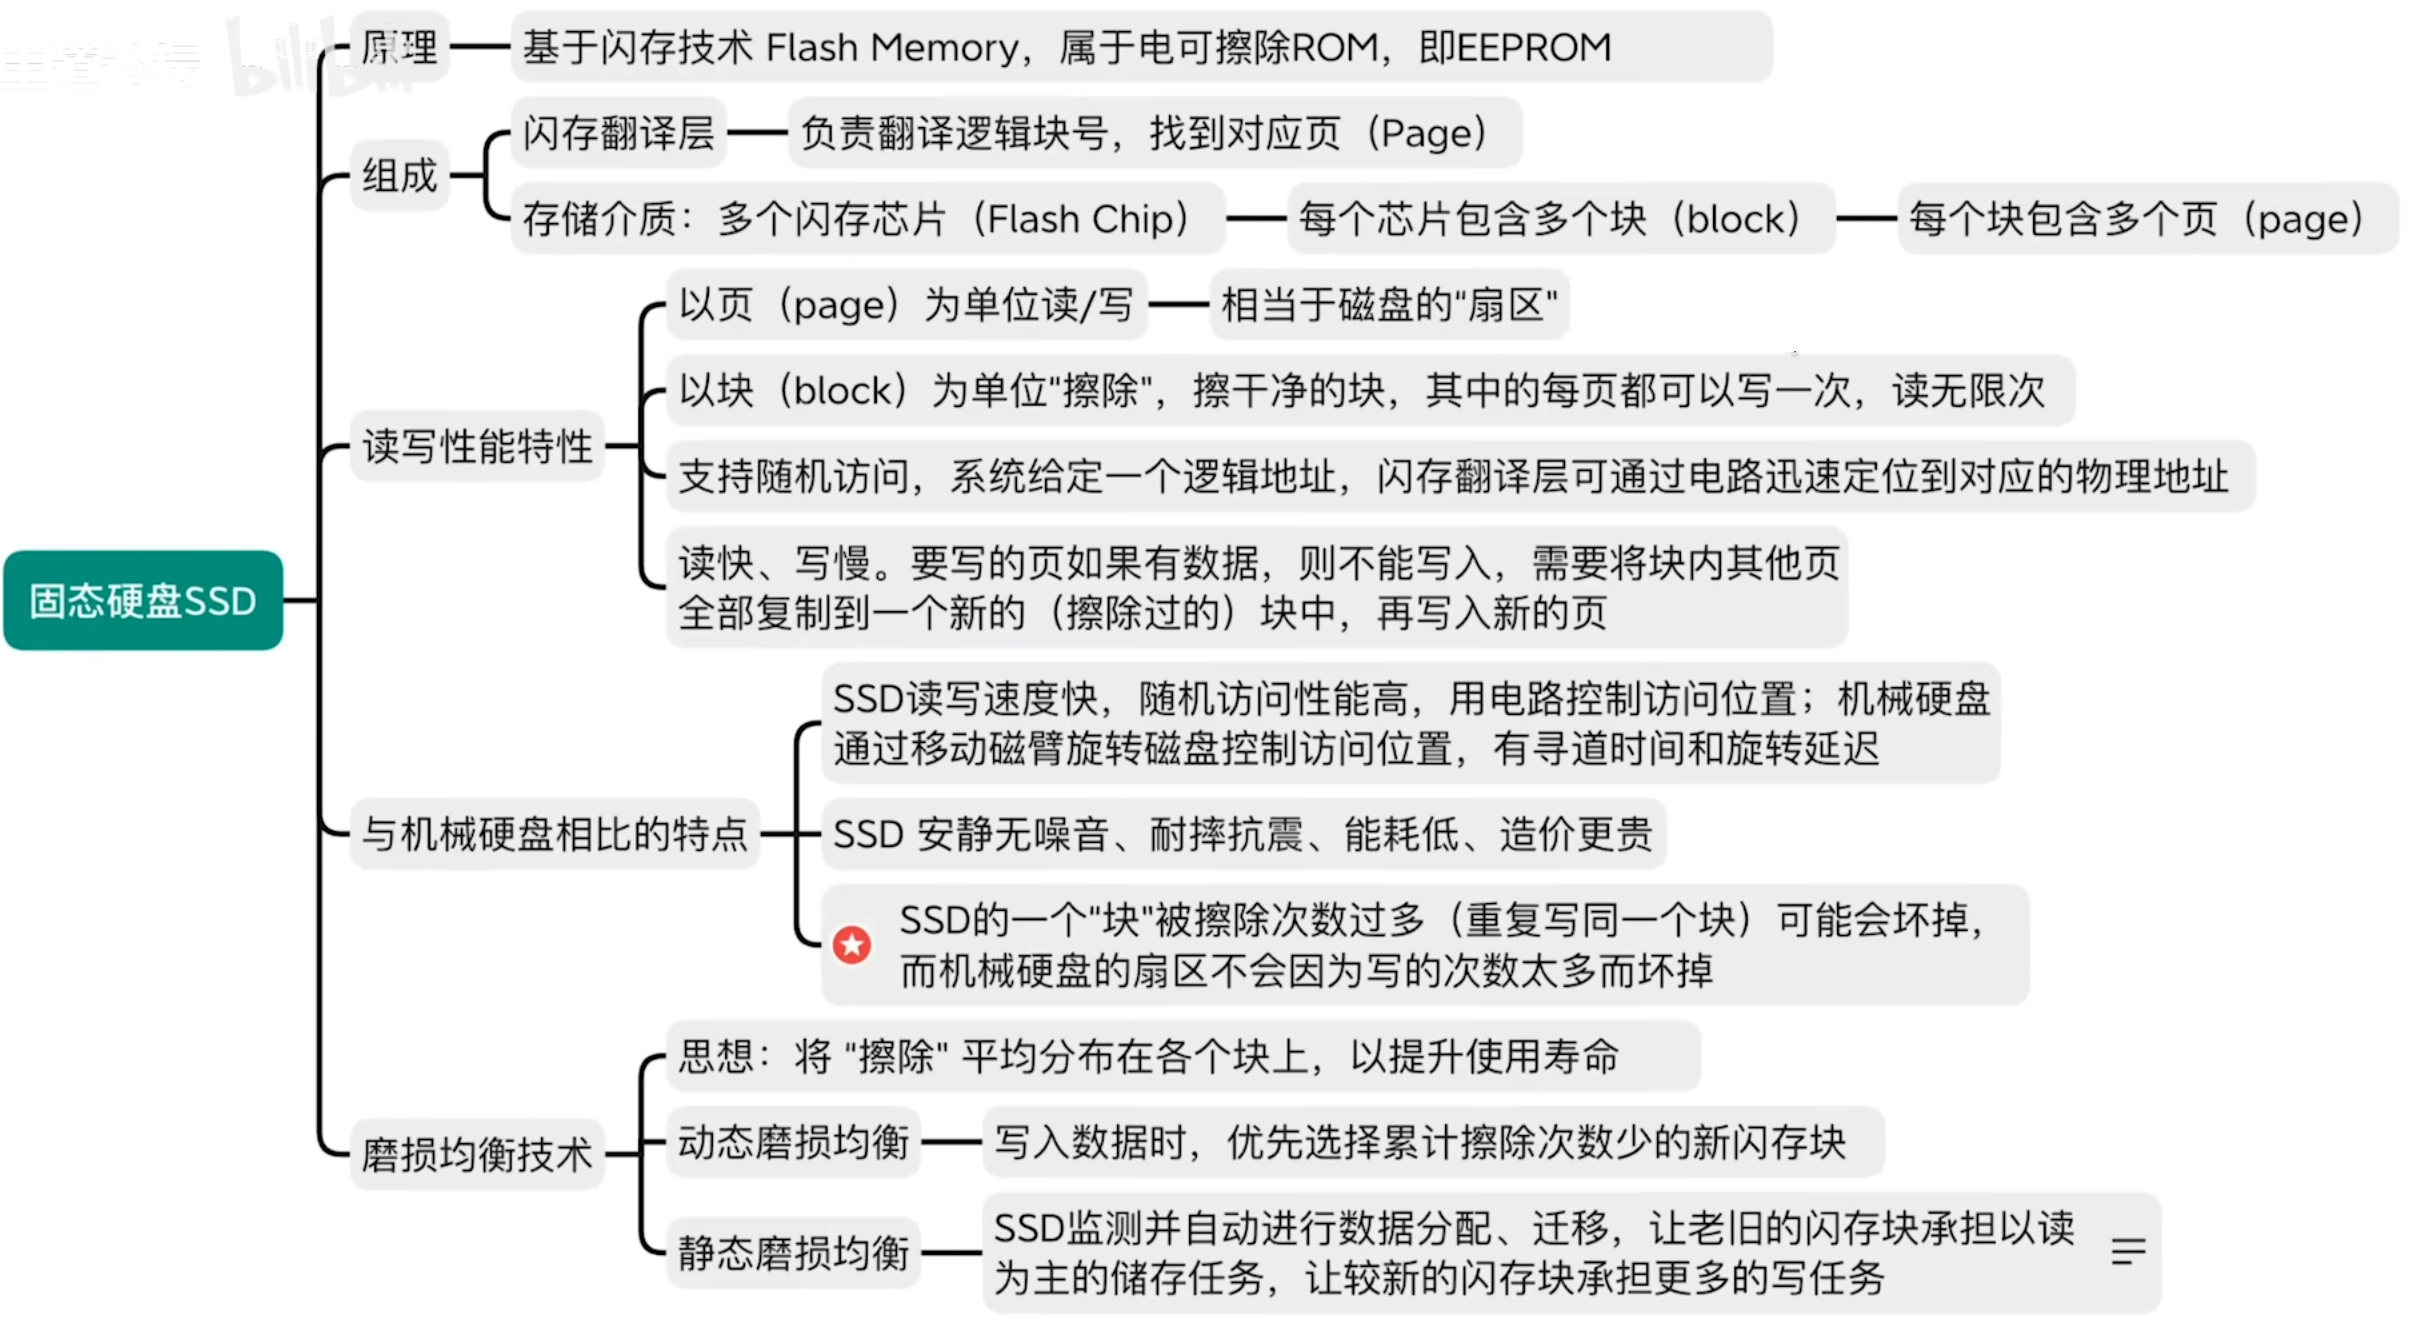 王道论坛 bilibili
原理
基于闪存技术 Flash Memory，属于电可擦除ROM，即EEPROM
组成
闪存翻译层
负责翻译逻辑块号，找到对应页（Page）
存储介质：多个闪存芯片（Flash Chip）
每个芯片包含多个块（block）
每个块包含多个页（page）
读写性能特性
以页（page）为单位读/写
相当于磁盘的"扇区"
以块（block）为单位"擦除"，擦干净的块，其中的每页都可以写一次，读无限次
支持随机访问，系统给定一个逻辑地址，闪存翻译层可通过电路迅速定位到对应的物理地址
读快、写慢。要写的页如果有数据，则不能写入，需要将块内其他页
全部复制到一个新的（擦除过的）块中，再写入新的页
固态硬盘SSD
与机械硬盘相比的特点
SSD读写速度快，随机访问性能高，用电路控制访问位置；机械硬盘
通过移动磁臂旋转磁盘控制访问位置，有寻道时间和旋转延迟
SSD 安静无噪音、耐摔抗震、能耗低、造价更贵
SSD的一个"块"被擦除次数过多（重复写同一个块）可能会坏掉，
而机械硬盘的扇区不会因为写的次数太多而坏掉
磨损均衡技术
思想：将 "擦除" 平均分布在各个块上，以提升使用寿命
动态磨损均衡
写入数据时，优先选择累计擦除次数少的新闪存块
静态磨损均衡
SSD监测并自动进行数据分配、迁移，让老旧的闪存块承担以读
为主的储存任务，让较新的闪存块承担更多的写任务